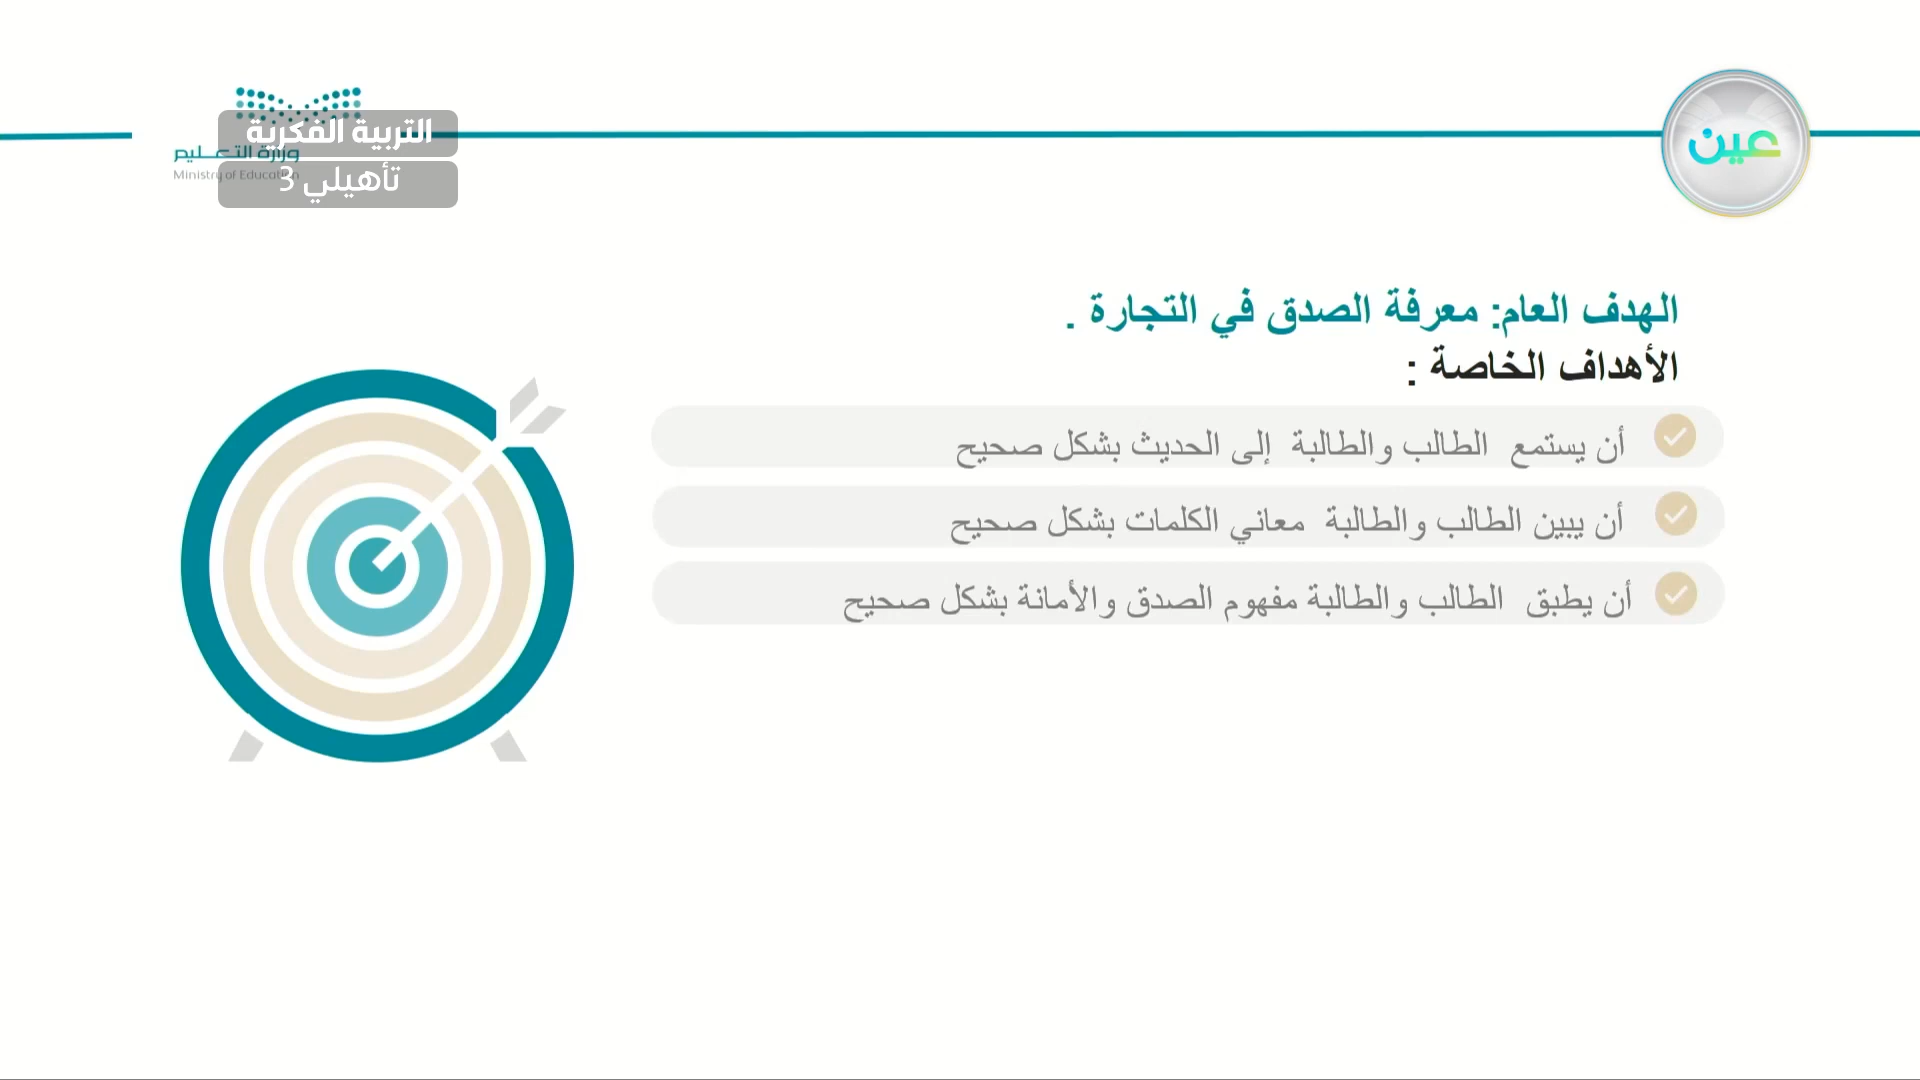 عين
التربية الفكرية
وزارة التعليم
Ministry of Education
تأهيلي 3
الهدف العام: معرفة الصدق في التجارة .
الأهداف الخاصة :
أن يستمع الطالب والطالبة إلى الحديث بشكل صحيح
أن يبين الطالب والطالبة معاني الكلمات بشكل صحيح
أن يطبق الطالب والطالبة مفهوم الصدق والأمانة بشكل صحيح